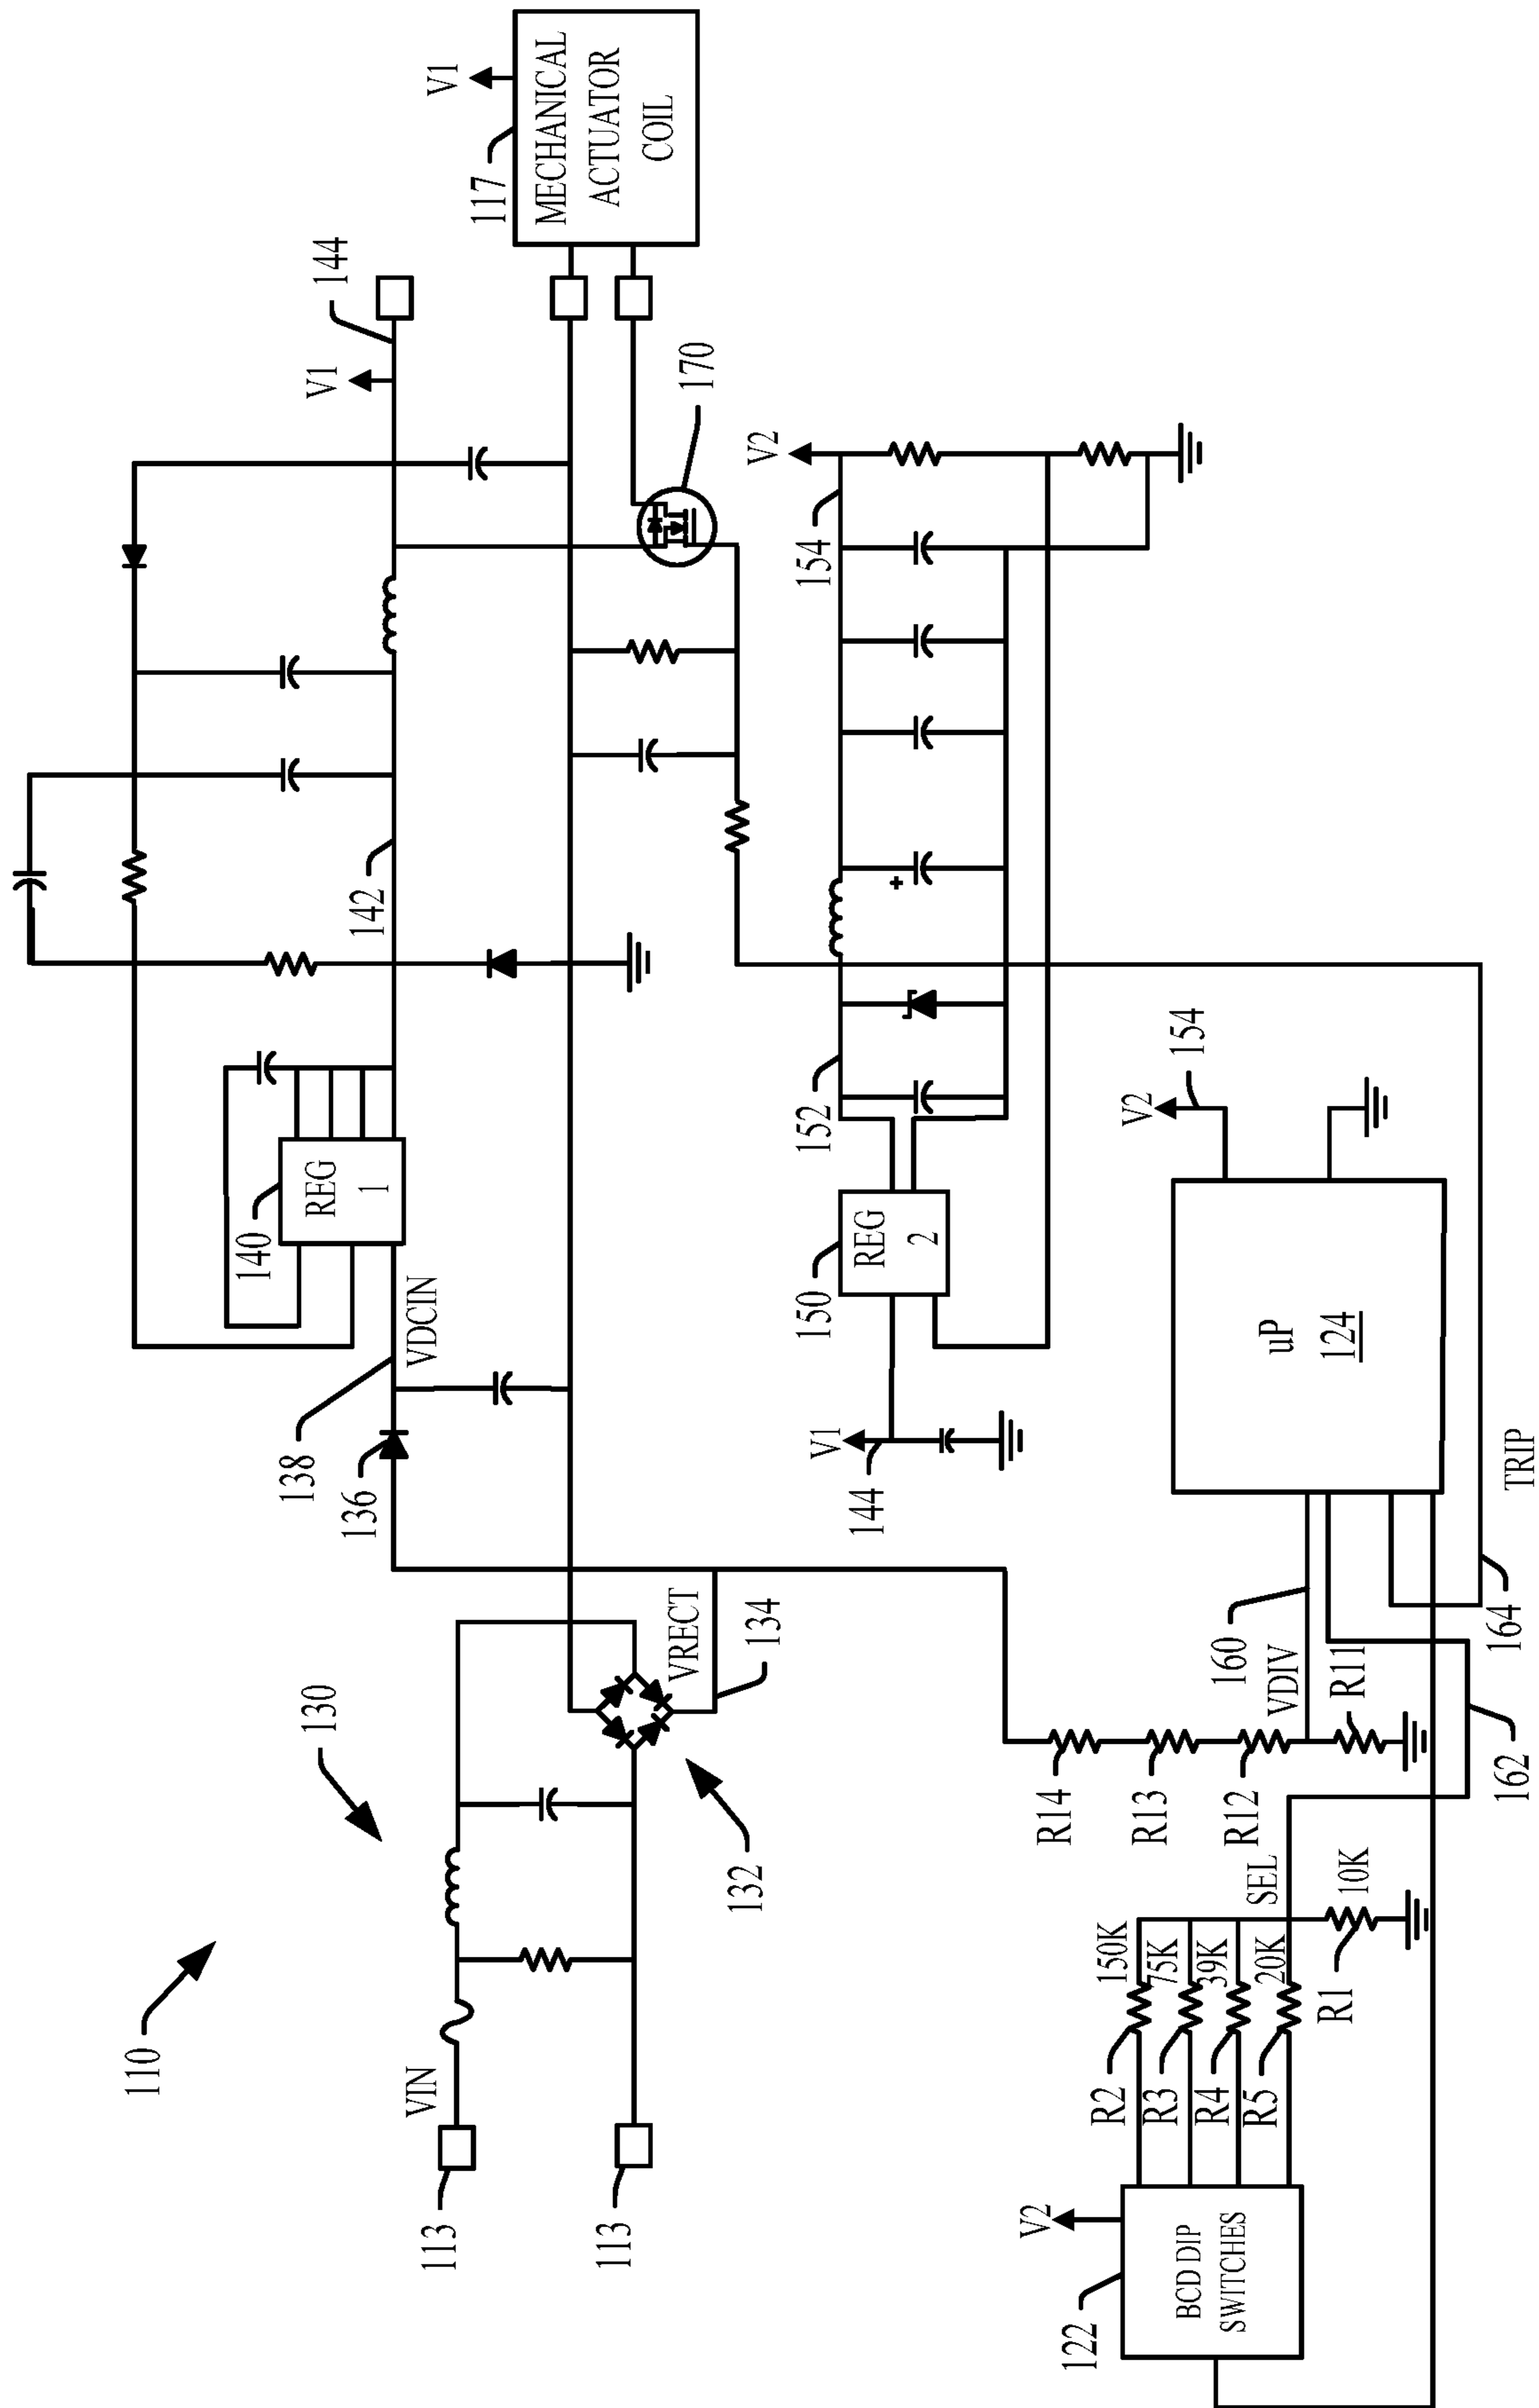 110
113
VIN
113
130
132
VRECT
134
136
138
VDCIN
140
REG
1
142
V1
144
117
V1
MECHANICAL
ACTUATOR
COIL
170
V1
144
150
REG
2
152
154
V2
122
V2
BCD DIP
SWITCHES
R2
150K
R3
75K
R4
39K
R5
20K
SEL
R1
10K
R14
R13
R12
VDIV
R11
160
162
164
TRIP
uP
124
V2
154